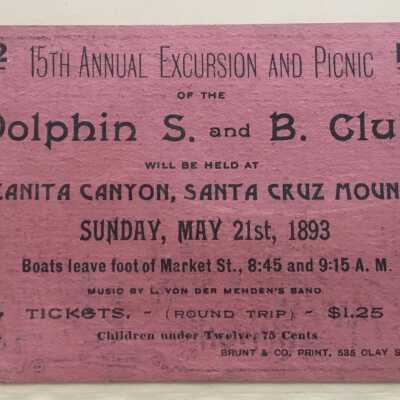 15TH ANNUAL EXCURSION AND PICNIC
OF THE
Dolphin S. and B. Clu
WILL BE HELD AT
EANITA CANYON, SANTA CRUZ MOUN
SUNDAY, MAY 21st, 1893
Boats leave foot of Market St., 8:45 and 9:15 A. M.
MUSIC BY L. VON DER MEHDEN'S BAND
TICKETS, - (ROUND TRIP) - $1.25
Children under Twelve, 75 Cents
BRUNT & CO. PRINT, 535 CLAY S